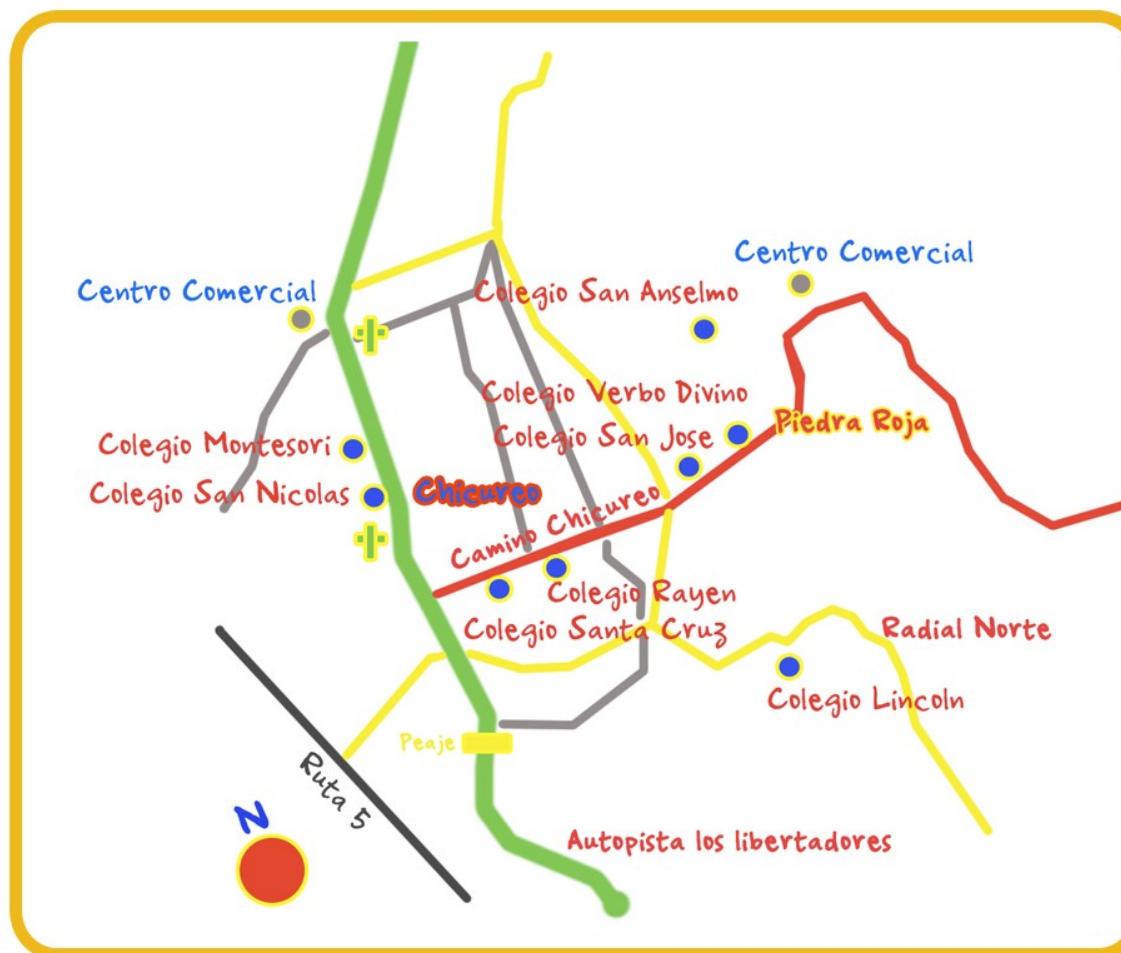 Centro Comercial
Centro Comercial
Colegio San Anselmo
Colegio Verbo Divino
Colegio San Jose
Piedra Roja
Colegio Montesori
Colegio San Nicolas
Chicureo
Camino Chicureo
Colegio Rayen
Colegio Santa Cruz
Radial Norte
Colegio Lincoln
Peaje
Ruta 5
N
Autopista los libertadores